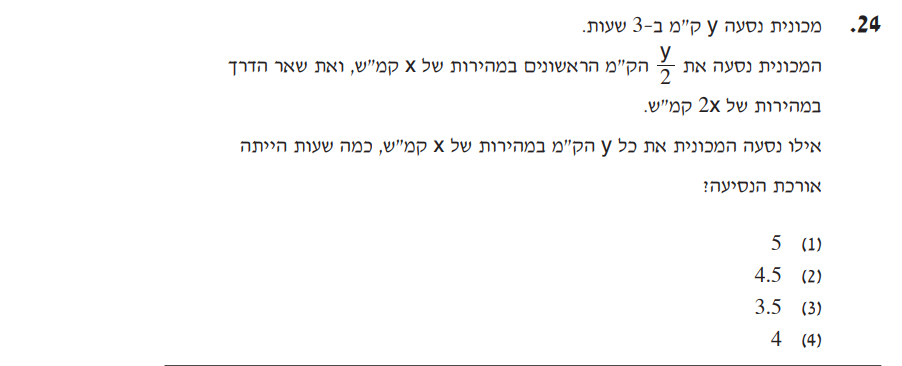 24. מכונית נסעה y ק"מ ב-3 שעות.
המכונית נסעה את y/2 הק"מ הראשונים במהירות של x קמ"ש, ואת שאר הדרך
במהירות של 2x קמ"ש.
אילו נסעה המכונית את כל y הק"מ במהירות של x קמ"ש, כמה שעות הייתה
אורכת הנסיעה?
(1) 5
(2) 4.5
(3) 3.5
(4) 4